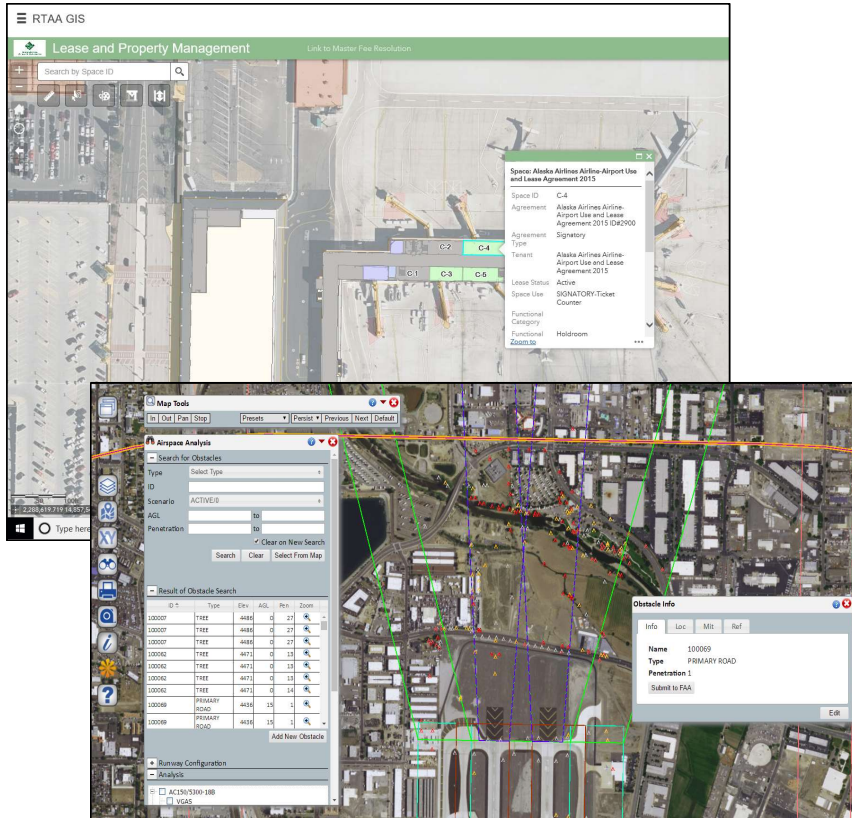 RTAA GIS
Lease and Property Management
Link to Master Fee Resolution
Search by Space ID
C-2
C-4
C-1
C-3
C-5
Space: Alaska Airlines Airline-Airport Use
and Lease Agreement 2015
Space ID C-4
Agreement Alaska Airlines Airline-
Airport Use and Lease
Agreement 2015 ID#2900
Agreement Signatory
Type
Tenant Alaska Airlines Airline-
Airport Use and Lease
Agreement 2015
Lease Status Active
Space Use SIGNATORY-Ticket
Counter
Functional
Category
Functional Holdroom
Zoom to
Type here
Map Tools
In Out Pan Stop Presets Persist Previous Next Default
Airspace Analysis
Search for Obstacles
Type Select Type
ID
Scenario ACTIVE/0
AGL to
Penetration to
Clear on New Search
Search Clear Select From Map
Result of Obstacle Search
ID Type Elev AGL Pen Zoom
100007 TREE 4486 0 27
100007 TREE 4486 0 27
100007 TREE 4486 0 27
100062 TREE 4471 0 13
100062 TREE 4471 0 13
100062 TREE 4471 0 13
100062 TREE 4471 0 14
100069 PRIMARY ROAD 4436 15 1
100069 PRIMARY ROAD 4436 15 1
Add New Obstacle
Runway Configuration
Analysis
AC150/5300-18B
VGAS
XY
i
?
Obstacle Info
Info Loc Mit Ref
Name 100069
Type PRIMARY ROAD
Penetration 1
Submit to FAA
Edit